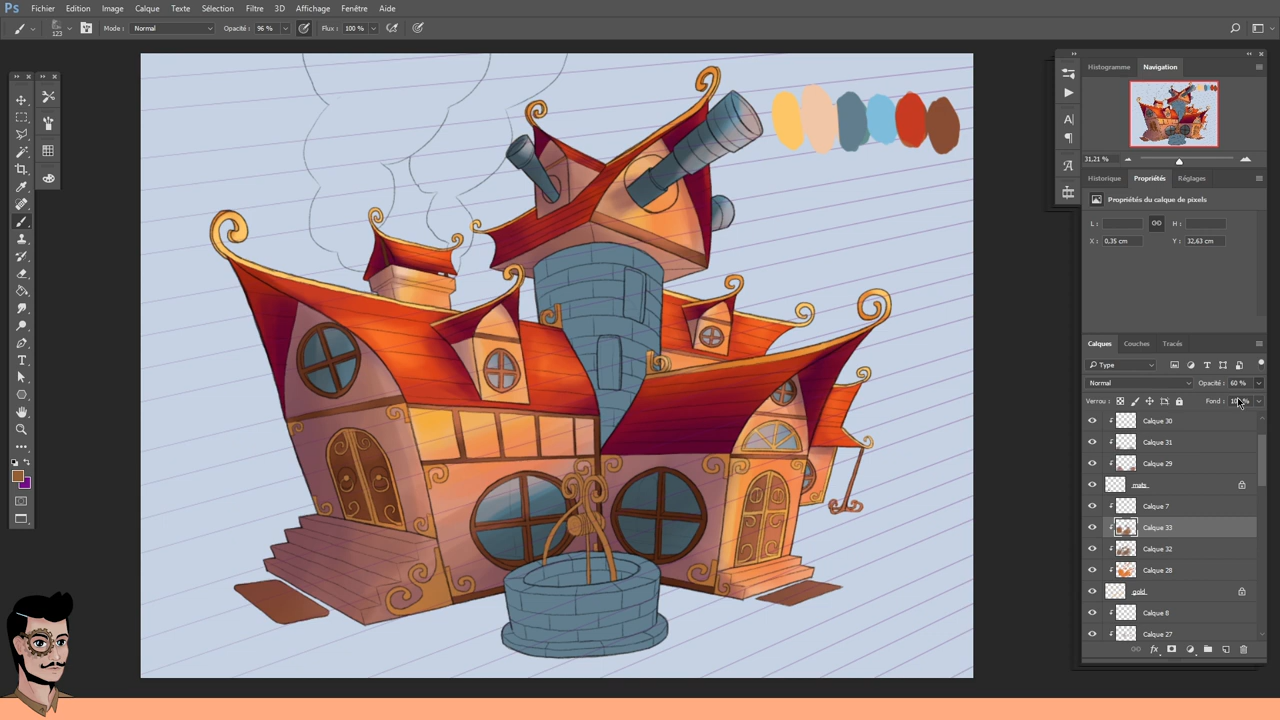 Ps Fichier Edition Image Calque Texte Sélection Filtre 3D Affichage Fenêtre Aide
123 Mode : Normal Opacité : 96 % Flux : 100 %
Histogramme Navigation
31,21 %
Historique Propriétés Réglages
Propriétés du calque de pixels
L : H :
X : 0,35 cm Y : 32,63 cm
Calques Couches Tracés
Type
Normal Opacité : 60 %
Verrou : Fond :
Calque 30
Calque 31
Calque 29
mats
Calque 7
Calque 33
Calque 32
Calque 28
gold
Calque 8
Calque 27
fx